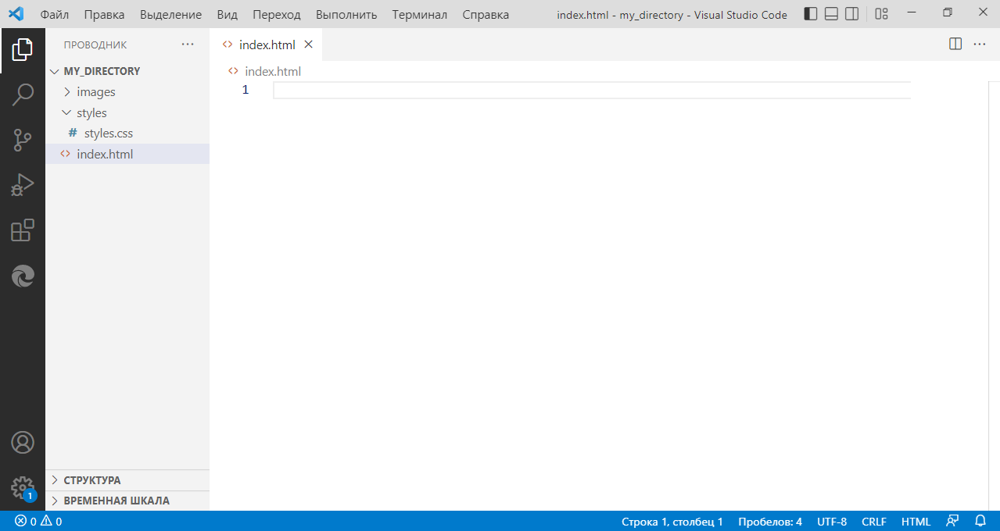 Файл Правка Выделение Вид Переход Выполнить Терминал Справка index.html - my_directory - Visual Studio Code
ПРОВОДНИК
index.html
MY_DIRECTORY
index.html
images
1
styles
# styles.css
index.html
СТРУКТУРА
1
ВРЕМЕННАЯ ШКАЛА
0 0 Строка 1, столбец 1 Пробелов: 4 UTF-8 CRLF HTML